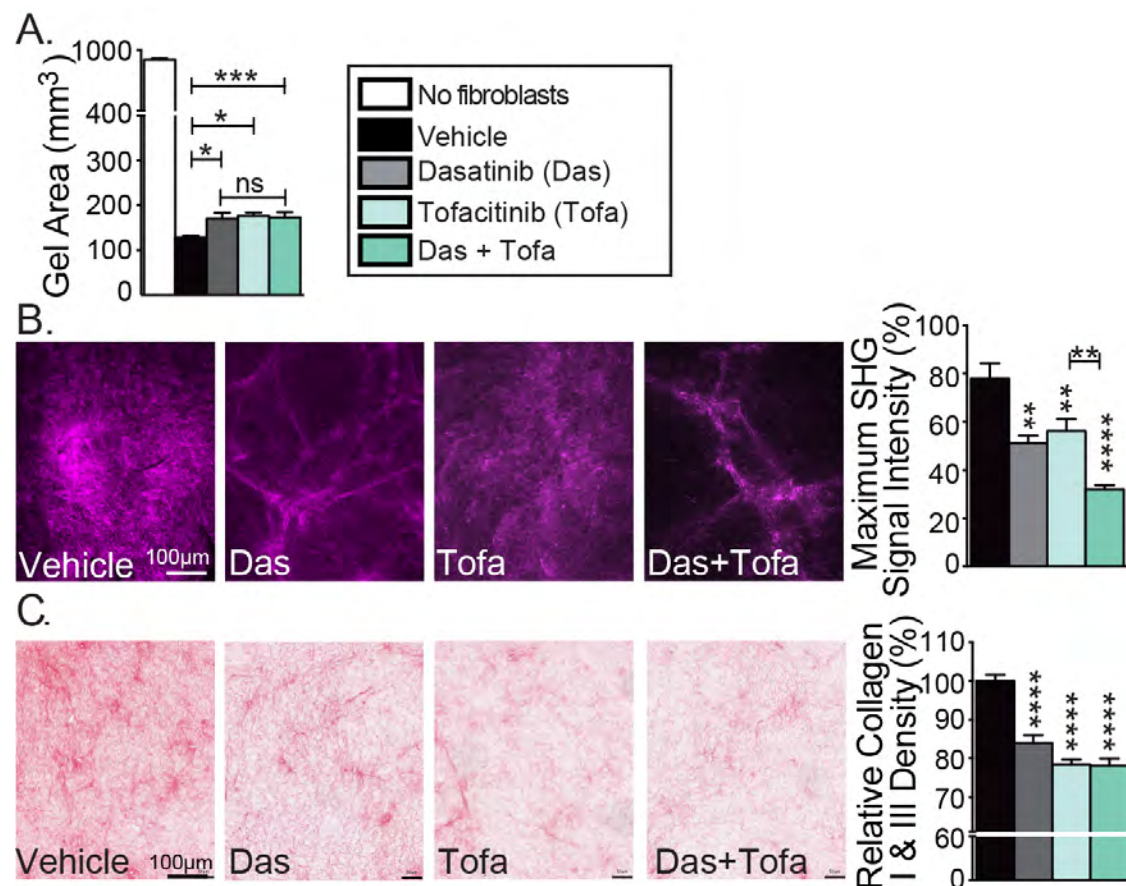 A.
Gel Area (mm³)
1000
400
300
200
100
0
***
*
*
ns
No fibroblasts
Vehicle
Dasatinib (Das)
Tofacitinib (Tofa)
Das + Tofa
B.
Vehicle
100µm
Das
Tofa
Das+Tofa
Maximum SHG
Signal Intensity (%)
100
80
60
40
20
0
**
**
**
****
C.
Vehicle
100µm
Das
Tofa
Das+Tofa
Relative Collagen
I & III Density (%)
110
100
90
80
70
60
0
****
****
****